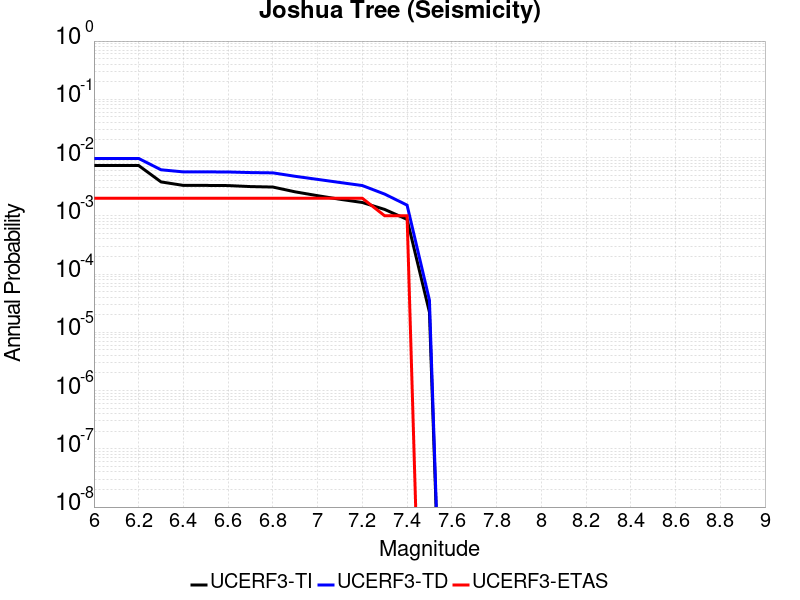 Joshua Tree (Seismicity)
10^0
10^-1
10^-2
10^-3
10^-4
10^-5
10^-6
10^-7
10^-8
Annual Probability
6 6.2 6.4 6.6 6.8 7 7.2 7.4 7.6 7.8 8 8.2 8.4 8.6 8.8 9
Magnitude
UCERF3-TI UCERF3-TD UCERF3-ETAS